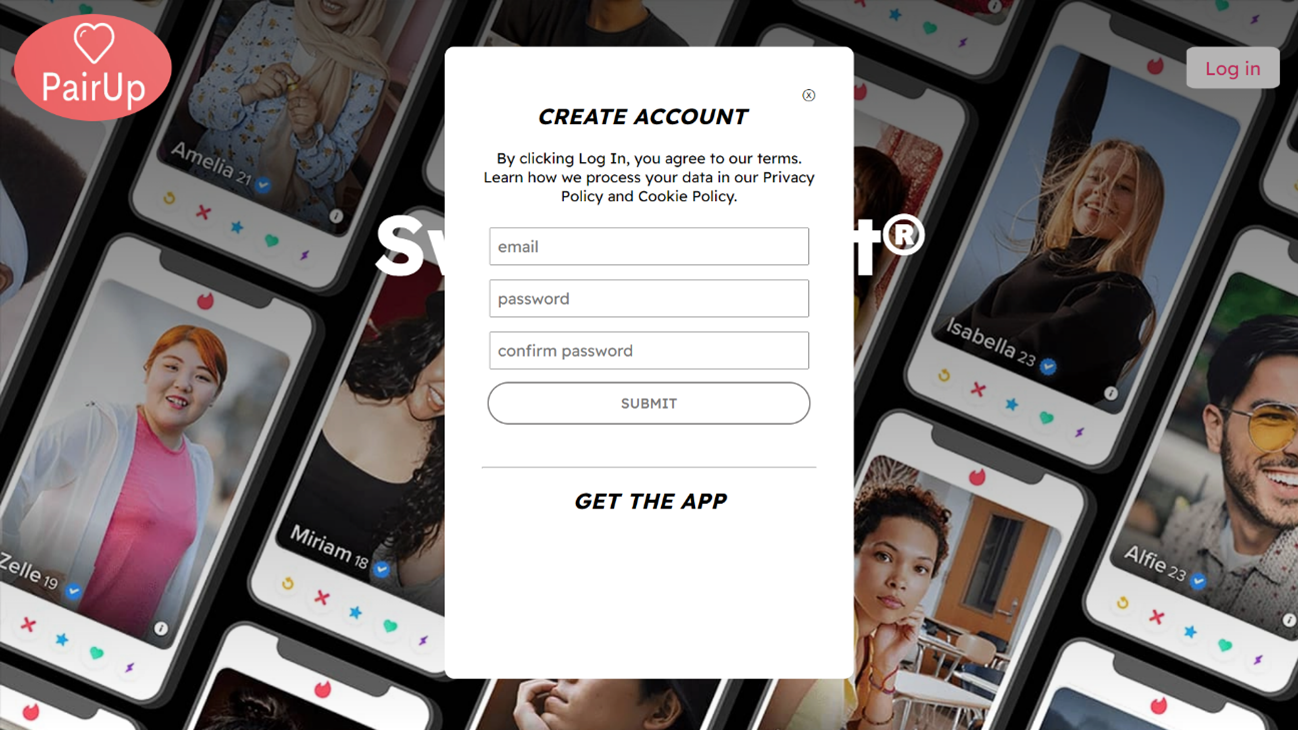 PairUp
Log in
CREATE ACCOUNT
By clicking Log In, you agree to our terms.
Learn how we process your data in our Privacy
Policy and Cookie Policy.
email
password
confirm password
SUBMIT
GET THE APP
Amelia 21
Isabella 23
Zelle 19
Miriam 18
Alfie 23